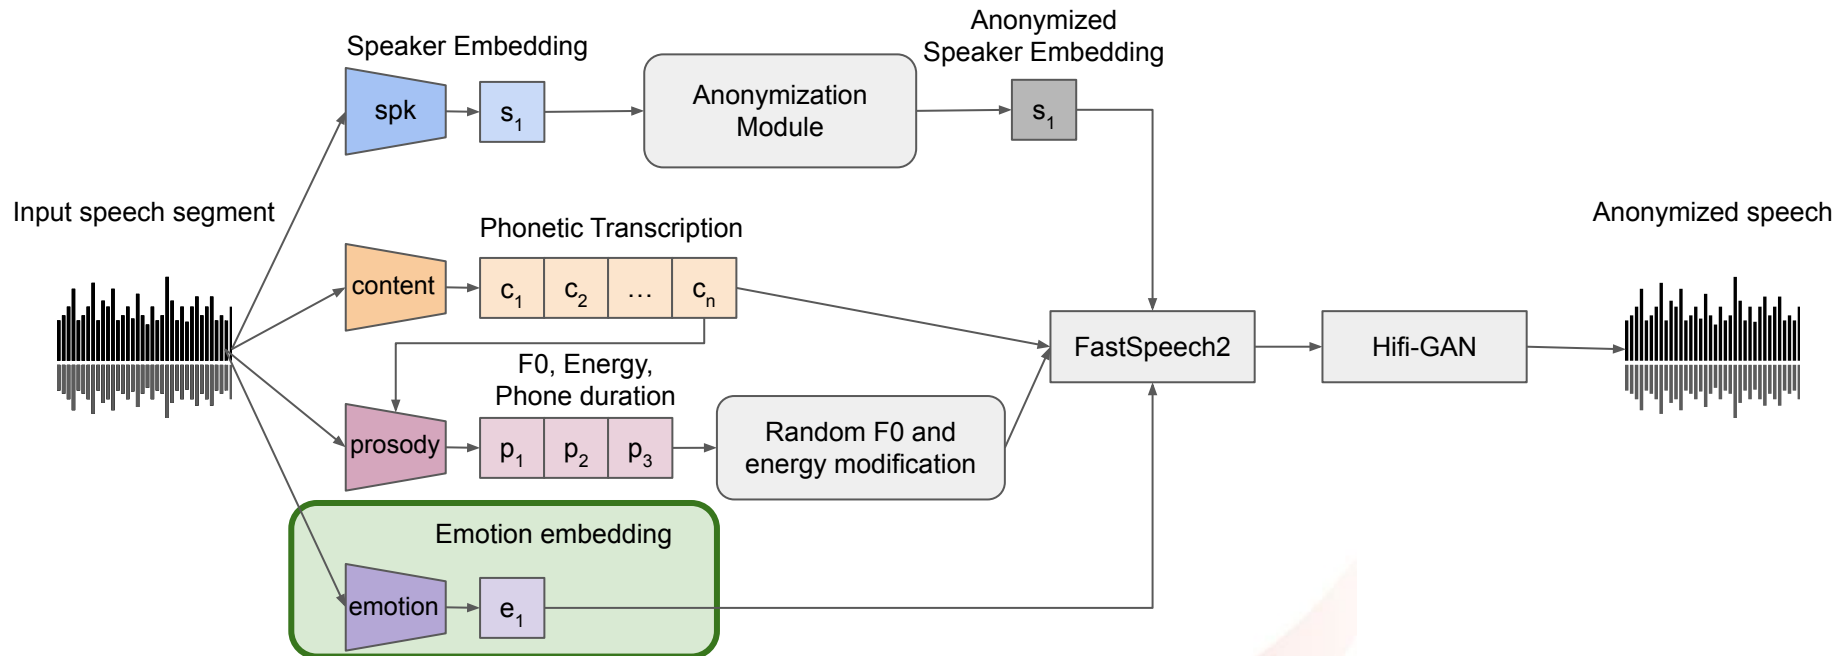 Speaker Embedding
Anonymized
Speaker Embedding
spk
s1
Anonymization
Module
s1
Input speech segment
Anonymized speech
Phonetic Transcription
content
c1 c2 … cn
FastSpeech2
Hifi-GAN
F0, Energy,
Phone duration
prosody
p1 p2 p3
Random F0 and
energy modification
Emotion embedding
emotion
e1